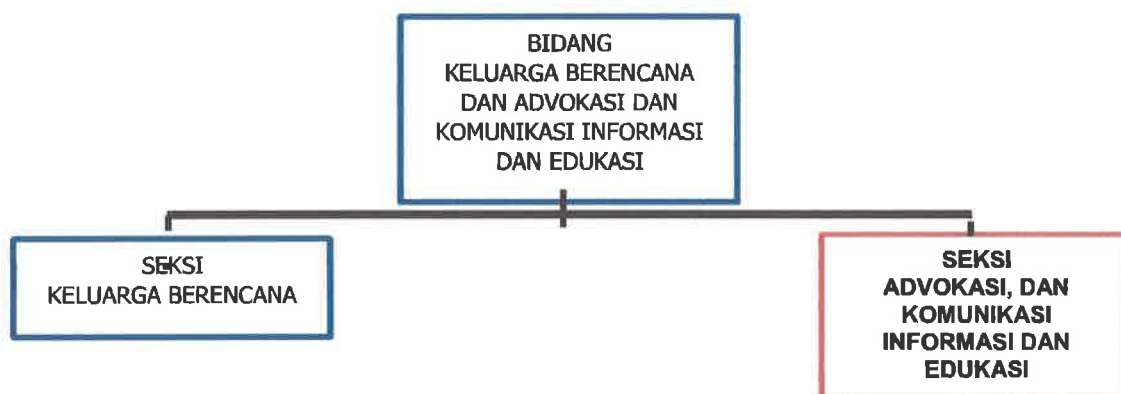 BIDANG
KELUARGA BERENCANA
DAN ADVOKASI DAN
KOMUNIKASI INFORMASI
DAN EDUKASI
SEKSI
KELUARGA BERENCANA
SEKSI
ADVOKASI, DAN
KOMUNIKASI
INFORMASI DAN
EDUKASI